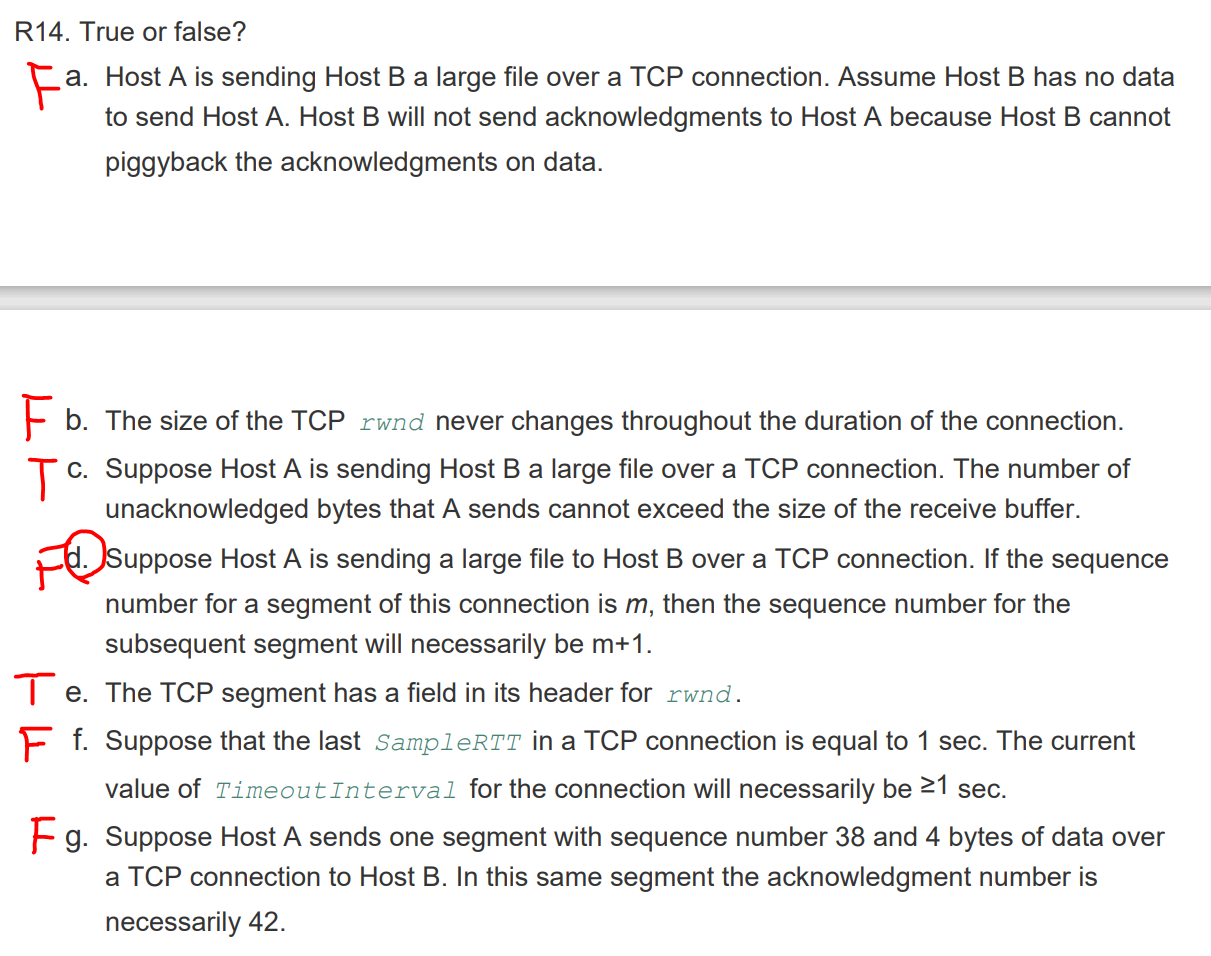 R14. True or false?
F a. Host A is sending Host B a large file over a TCP connection. Assume Host B has no data
to send Host A. Host B will not send acknowledgments to Host A because Host B cannot
piggyback the acknowledgments on data.
F b. The size of the TCP rwnd never changes throughout the duration of the connection.
T c. Suppose Host A is sending Host B a large file over a TCP connection. The number of
unacknowledged bytes that A sends cannot exceed the size of the receive buffer.
F d. Suppose Host A is sending a large file to Host B over a TCP connection. If the sequence
number for a segment of this connection is m, then the sequence number for the
subsequent segment will necessarily be m+1.
T e. The TCP segment has a field in its header for rwnd.
F f. Suppose that the last SampleRTT in a TCP connection is equal to 1 sec. The current
value of TimeoutInterval for the connection will necessarily be ≥1 sec.
F g. Suppose Host A sends one segment with sequence number 38 and 4 bytes of data over
a TCP connection to Host B. In this same segment the acknowledgment number is
necessarily 42.